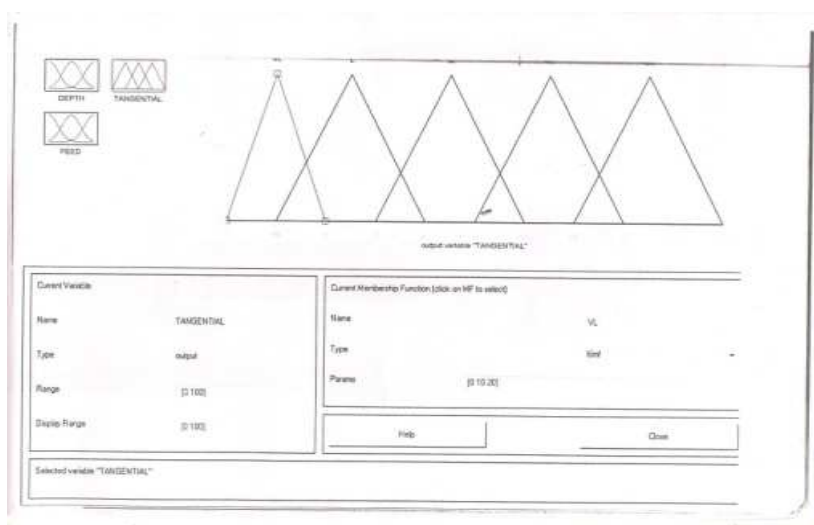 DEPTH
TANGENTIAL
FEED
output variable "TANGENTIAL"
Current Variable
Name
TANGENTIAL
Type
output
Range
[0 100]
Display Range
[0 100]
Current Membership Function (click on MF to select)
Name
VL
Type
trimf
Params
[0 10 20]
Help
Close
Selected variable "TANGENTIAL"